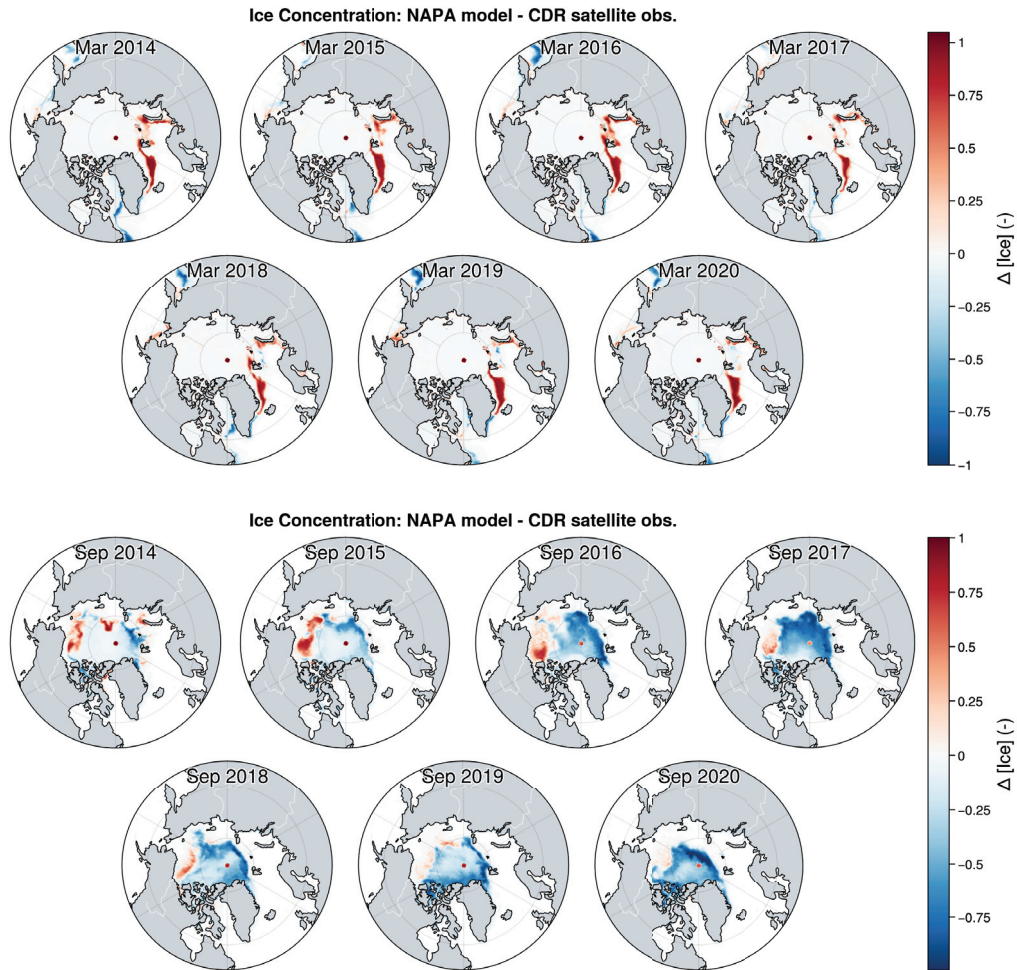 Ice Concentration: NAPA model - CDR satellite obs.
Mar 2014 Mar 2015 Mar 2016 Mar 2017
Mar 2018 Mar 2019 Mar 2020
1
0.75
0.5
0.25
0
−0.25
−0.5
−0.75
−1
Δ [Ice] (-)
Ice Concentration: NAPA model - CDR satellite obs.
Sep 2014 Sep 2015 Sep 2016 Sep 2017
Sep 2018 Sep 2019 Sep 2020
1
0.75
0.5
0.25
0
−0.25
−0.5
−0.75
Δ [Ice] (-)